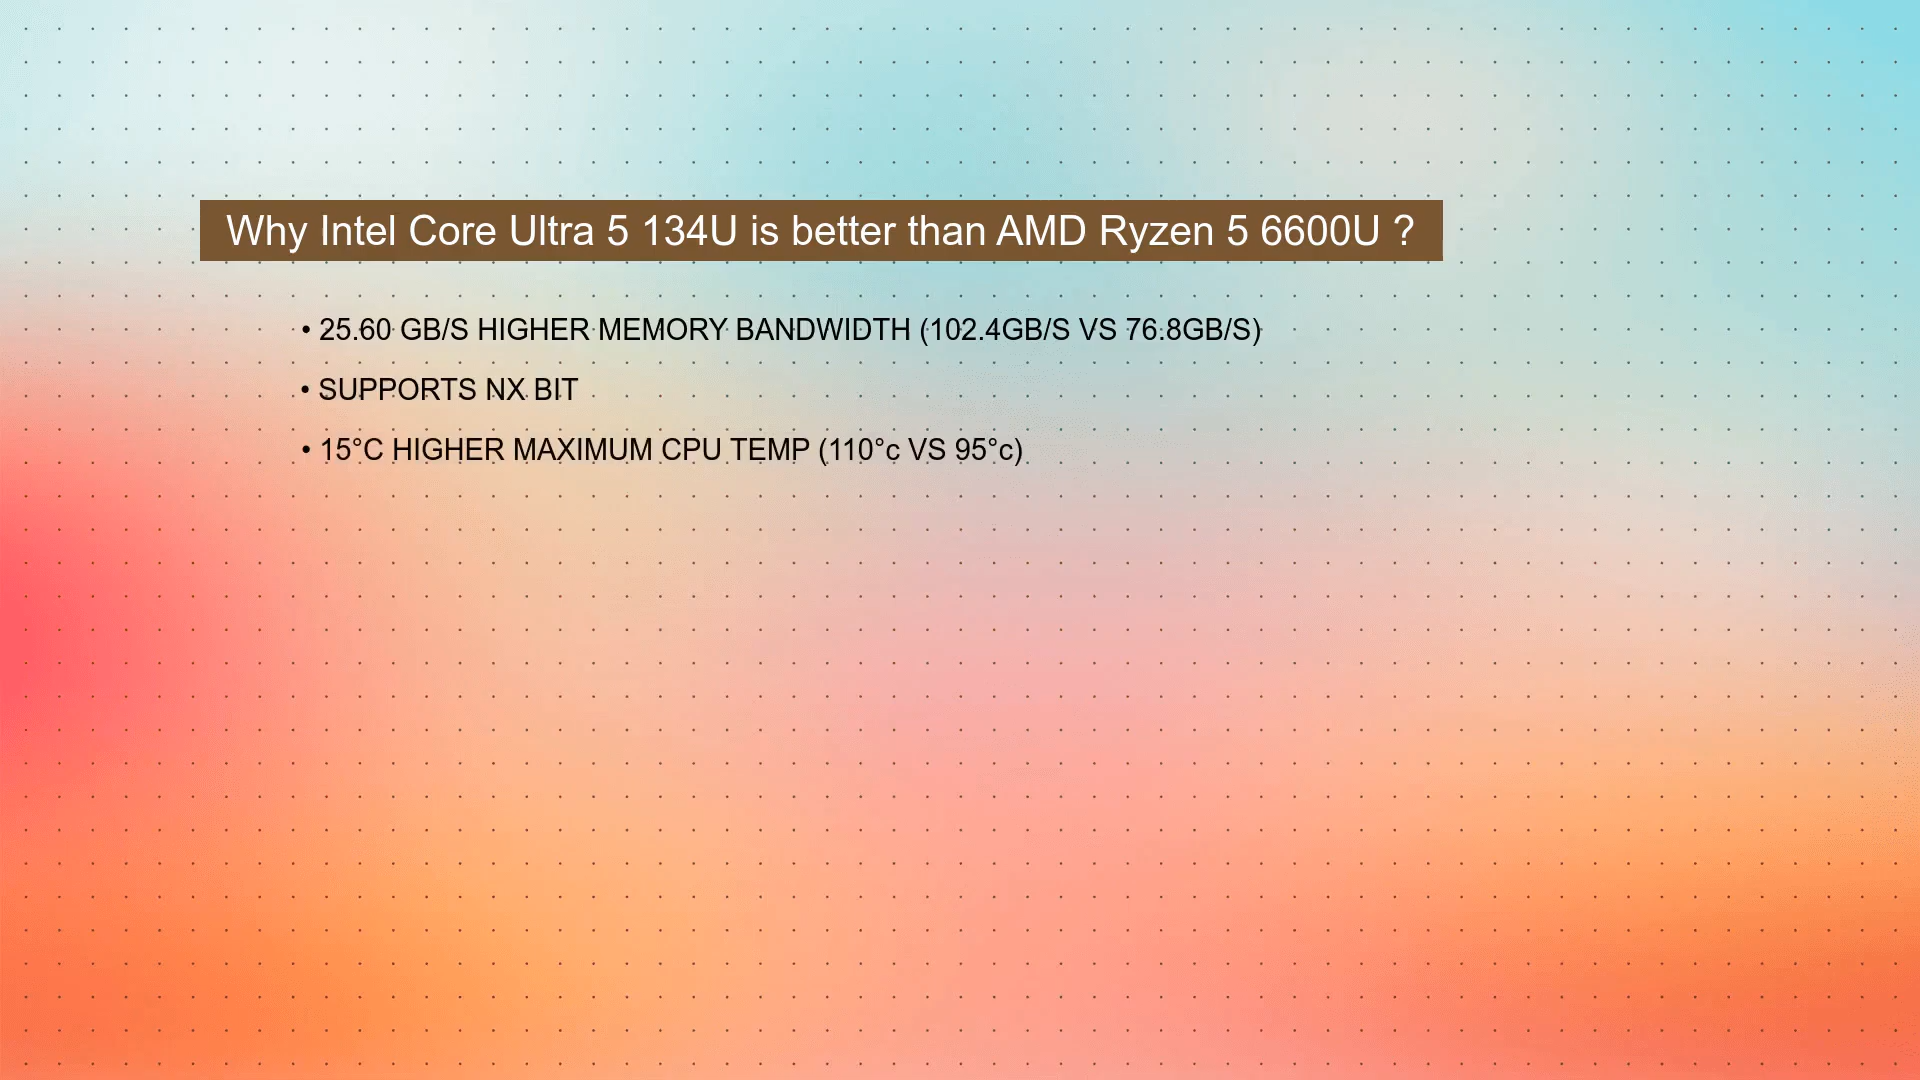 Why Intel Core Ultra 5 134U is better than AMD Ryzen 5 6600U ?
• 25.60 GB/S HIGHER MEMORY BANDWIDTH (102.4GB/S VS 76.8GB/S)
• SUPPORTS NX BIT
• 15°C HIGHER MAXIMUM CPU TEMP (110°c VS 95°c)